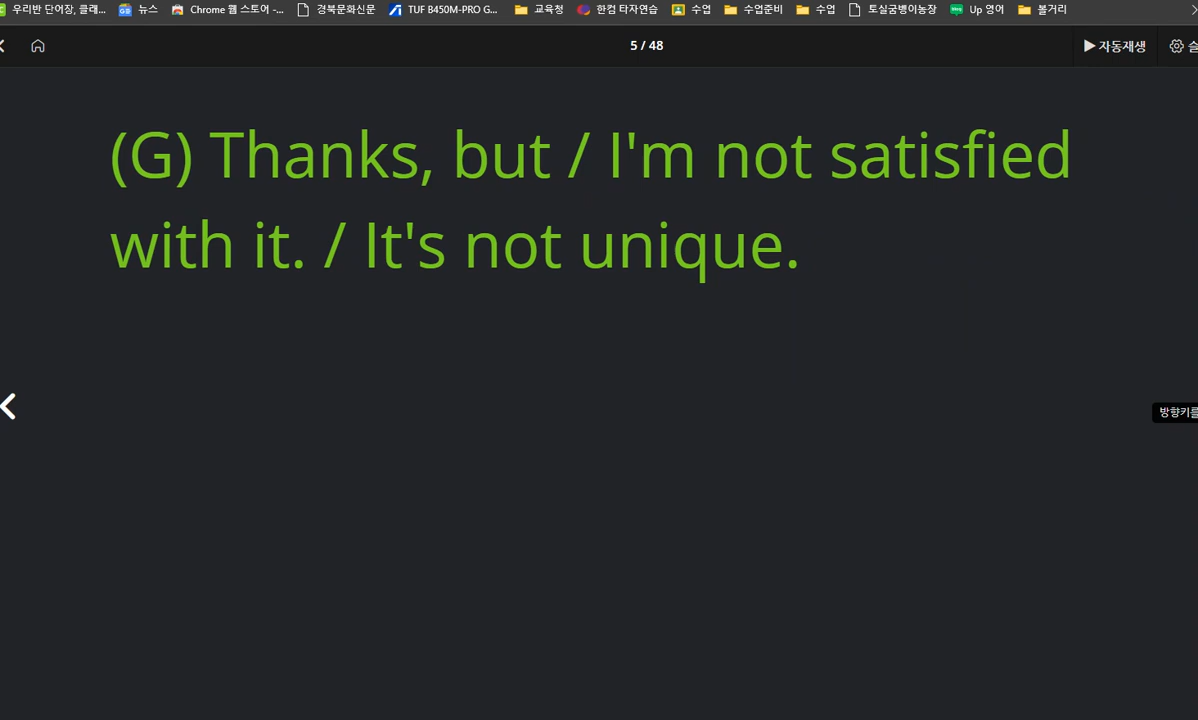 우리반 단어장, 클래... 뉴스 Chrome 웹 스토어 -... 경북문화신문 TUF B450M-PRO G... 교육청 한컴 타자연습 수업 수업준비 수업 토실굼벵이농장 Up 영어 볼거리
5 / 48 ▶자동재생 슬
(G) Thanks, but / I'm not satisfied
with it. / It's not unique.
방향키를